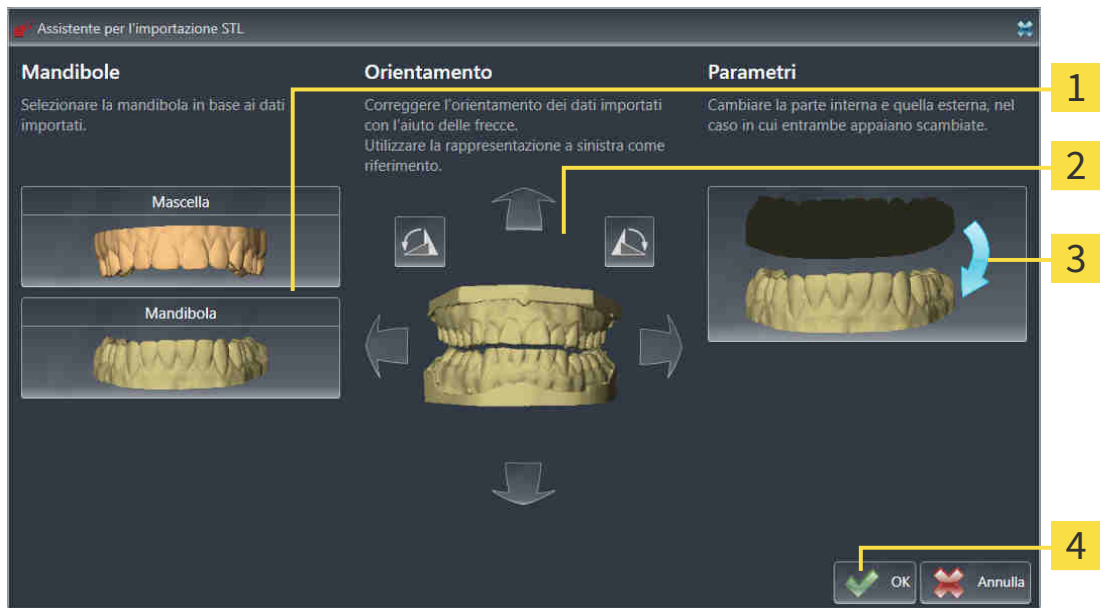 Assistente per l'importazione STL
Mandibole
Selezionare la mandibola in base ai dati
importati.
Mascella
Mandibola
Orientamento
Correggere l'orientamento dei dati importati
con l'aiuto delle frecce.
Utilizzare la rappresentazione a sinistra come
riferimento.
Parametri
Cambiare la parte interna e quella esterna, nel
caso in cui entrambe appaiano scambiate.
OK
Annulla
1
2
3
4